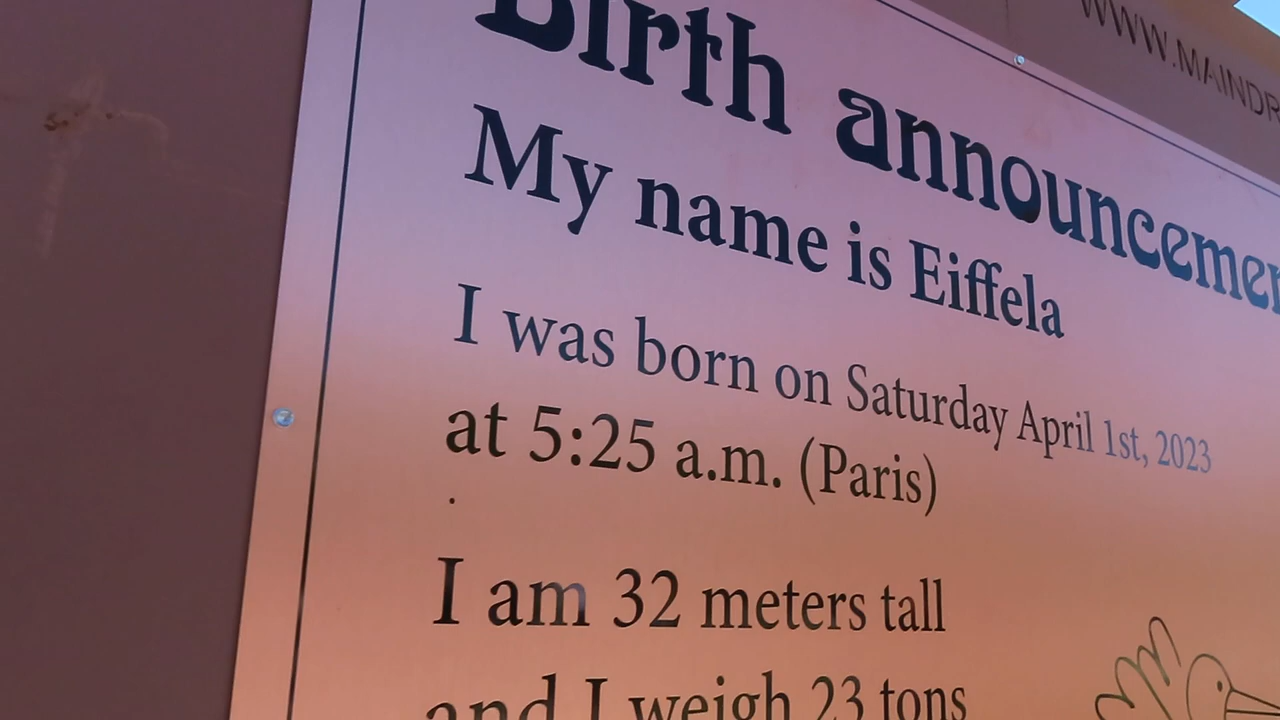 WWW.MAINDR
Birth announcemen
My name is Eiffela
I was born on Saturday April 1st, 2023
at 5:25 a.m. (Paris)
I am 32 meters tall
and I weigh 23 tons